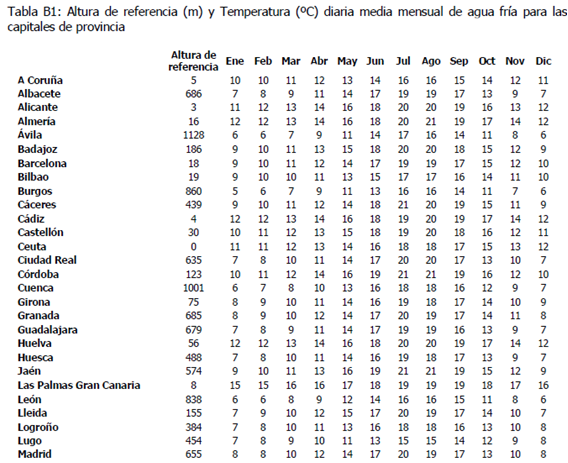 Tabla B1: Altura de referencia (m) y Temperatura (ºC) diaria media mensual de agua fría para las
capitales de provincia
Altura de referencia Ene Feb Mar Abr May Jun Jul Ago Sep Oct Nov Dic
A Coruña 5 10 10 11 12 13 14 16 16 15 14 12 11
Albacete 686 7 8 9 11 14 17 19 19 17 13 9 7
Alicante 3 11 12 13 14 16 18 20 20 19 16 13 12
Almería 16 12 12 13 14 16 18 20 21 19 17 14 12
Ávila 1128 6 6 7 9 11 14 17 16 14 11 8 6
Badajoz 186 9 10 11 13 15 18 20 20 18 15 12 9
Barcelona 18 9 10 11 12 14 17 19 19 17 15 12 10
Bilbao 19 9 10 10 11 13 15 17 17 16 14 11 10
Burgos 860 5 6 7 9 11 13 16 16 14 11 7 6
Cáceres 439 9 10 11 12 14 18 21 20 19 15 11 9
Cádiz 4 12 12 13 14 16 18 19 20 19 17 14 12
Castellón 30 10 11 12 13 15 18 19 20 18 16 12 11
Ceuta 0 11 11 12 13 14 16 18 18 17 15 13 12
Ciudad Real 635 7 8 10 11 14 17 20 20 17 13 10 7
Córdoba 123 10 11 12 14 16 19 21 21 19 16 12 10
Cuenca 1001 6 7 8 10 13 16 18 18 16 12 9 7
Girona 75 8 9 10 11 14 16 19 18 17 14 10 9
Granada 685 8 9 10 12 14 17 20 19 17 14 11 8
Guadalajara 679 7 8 9 11 14 17 19 19 16 13 9 7
Huelva 56 12 12 13 14 16 18 20 20 19 17 14 12
Huesca 488 7 8 10 11 14 16 19 18 17 13 9 7
Jaén 574 9 10 11 13 16 19 21 21 19 15 12 9
Las Palmas Gran Canaria 8 15 15 16 16 17 18 19 19 19 18 17 16
León 838 6 6 8 9 12 14 16 16 15 11 8 6
Lleida 155 7 9 10 12 15 17 20 19 17 14 10 7
Logroño 384 7 8 10 11 13 16 18 18 16 13 10 8
Lugo 454 7 8 9 10 11 13 15 15 14 12 9 8
Madrid 655 8 8 10 12 14 17 20 19 17 13 10 8